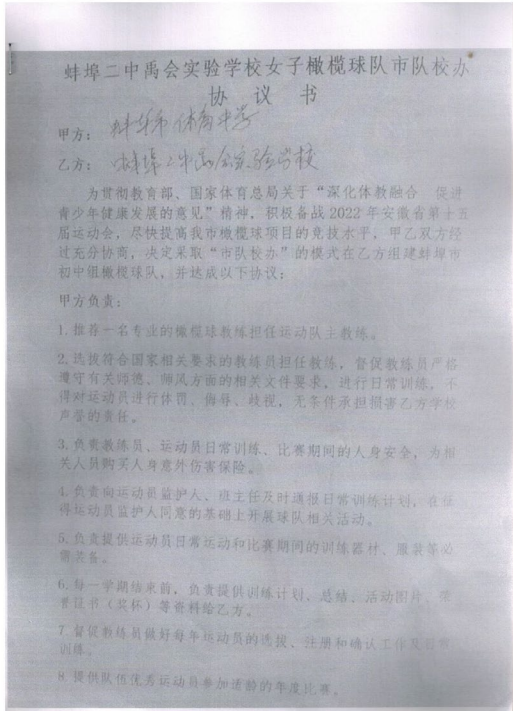 蚌埠二中禹会实验学校女子橄榄球队市队校办
协 议 书
甲方：蚌埠市体育中学
乙方：蚌埠二中禹会实验学校
为贯彻教育部、国家体育总局关于“深化体教融合 促进
青少年健康发展的意见”精神，积极备战2022年安徽省第十五
届运动会，尽快提高我市橄榄球项目的竞技水平，甲乙双方经
过充分协商，决定采取“市队校办”的模式在乙方组建蚌埠市
初中组橄榄球队，并达成以下协议：
甲方负责：
1.推荐一名专业的橄榄球教练担任运动队主教练。
2.选拔符合国家相关要求的教练员担任教练，督促教练员严格
遵守有关师德、师风方面的相关文件要求，进行日常训练，不
得对运动员进行体罚、侮辱、歧视，无条件承担损害乙方学校
声誉的责任。
3.负责教练员、运动员日常训练、比赛期间的人身安全，为相
关人员购买人身意外伤害保险。
4.负责向运动员监护人、班主任及时通报日常训练计划，在征
得运动员监护人同意的基础上开展球队相关活动。
5.负责提供运动员日常运动和比赛期间的训练器材、服装等必
需装备。
6.每一学期结束前，负责提供训练计划、总结、活动图片、荣
誉证书（奖杯）等资料给乙方。
7.督促教练员做好每年运动员的选拔、注册和确认工作及日常
训练。
8.提供队伍优秀运动员参加适龄的年度比赛。